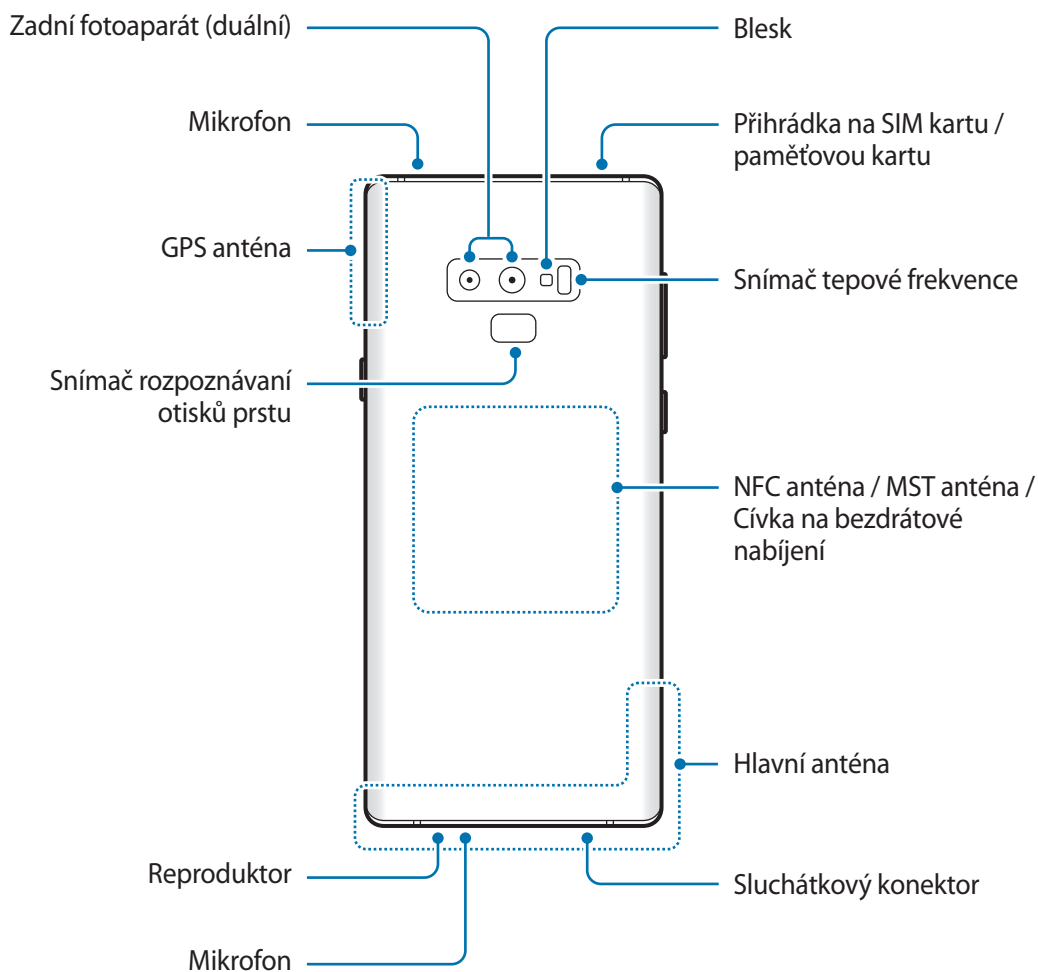 Zadní fotoaparát (duální)
Blesk
Mikrofon
Přihrádka na SIM kartu /
paměťovou kartu
GPS anténa
Snímač tepové frekvence
Snímač rozpoznávaní
otisků prstu
NFC anténa / MST anténa /
Cívka na bezdrátové
nabíjení
Hlavní anténa
Reproduktor
Sluchátkový konektor
Mikrofon